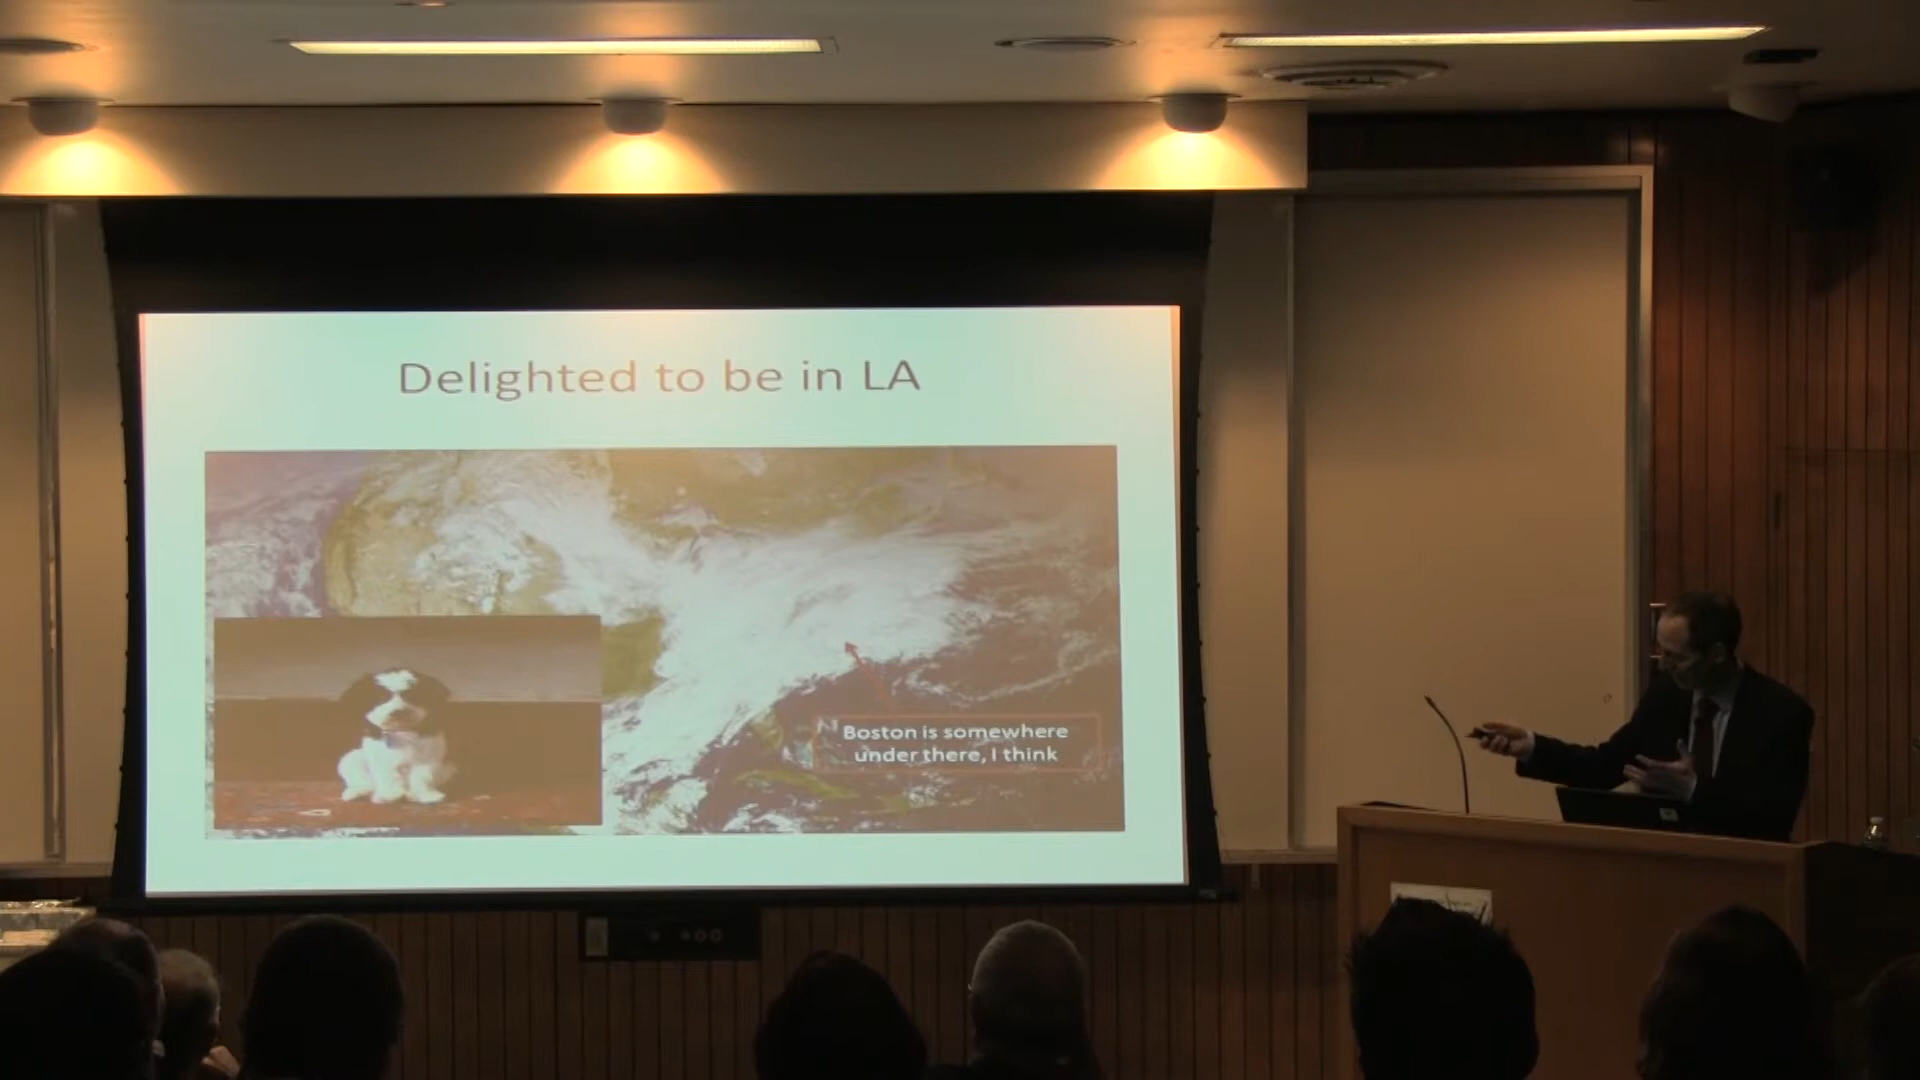 Delighted to be in LA
Boston is somewhere
under there, I think